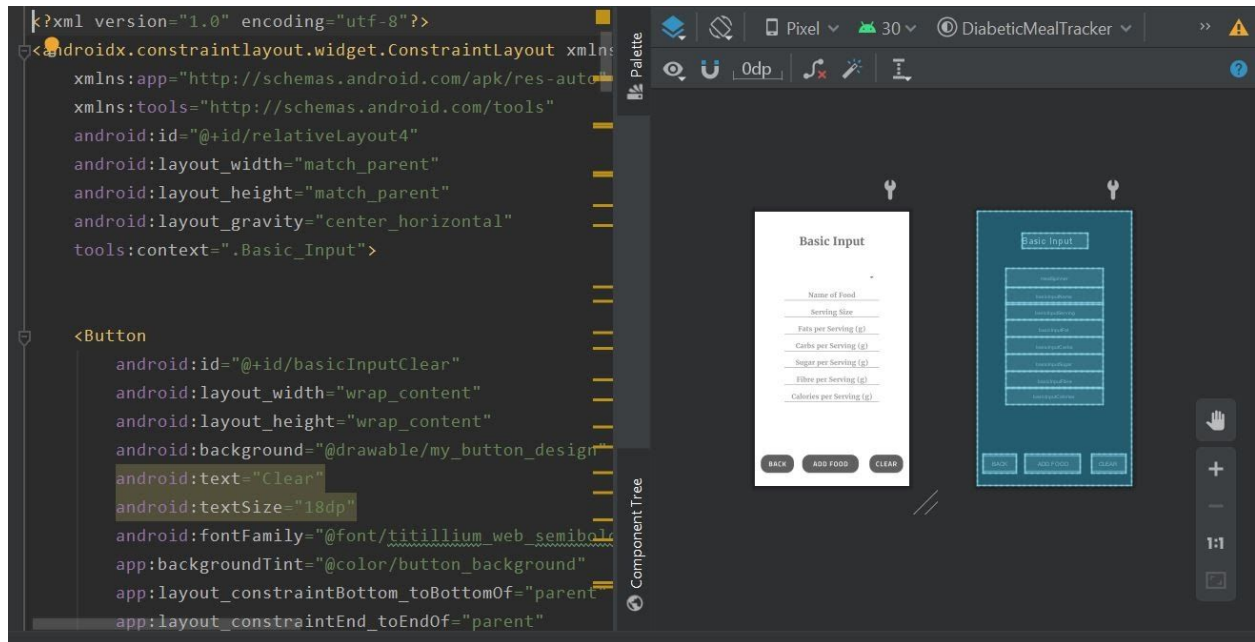 <?xml version="1.0" encoding="utf-8"?>
<androidx.constraintlayout.widget.ConstraintLayout xmlns
xmlns:app="http://schemas.android.com/apk/res-auto"
xmlns:tools="http://schemas.android.com/tools"
android:id="@+id/relativeLayout4"
android:layout_width="match_parent"
android:layout_height="match_parent"
android:layout_gravity="center_horizontal"
tools:context=".Basic_Input">
<Button
android:id="@+id/basicInputClear"
android:layout_width="wrap_content"
android:layout_height="wrap_content"
android:background="@drawable/my_button_design"
android:text="Clear"
android:textSize="18dp"
android:fontFamily="@font/titillium_web_semibold
app:backgroundTint="@color/button_background"
app:layout_constraintBottom_toBottomOf="parent"
app:layout_constraintEnd_toEndOf="parent"
Palette
Component Tree
Pixel 30 DiabeticMealTracker
0dp
Basic Input
Name of Food
Serving Size
Fats per Serving (g)
Carbs per Serving (g)
Sugar per Serving (g)
Fibre per Serving (g)
Calories per Serving (g)
BACK ADD FOOD CLEAR
Basic Input
BACK ADD FOOD CLEAR
1:1